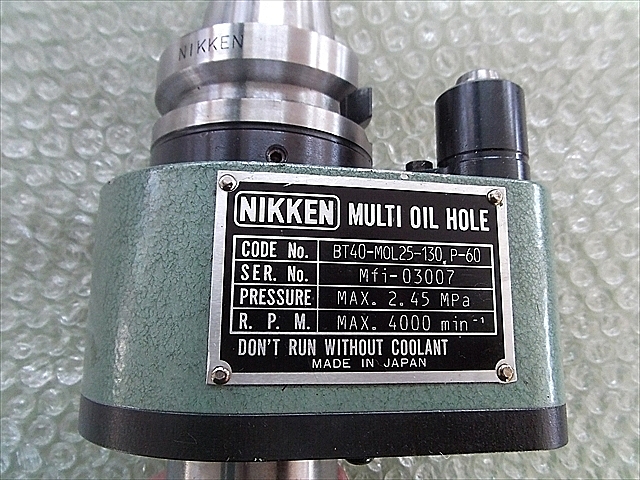 NIKKEN
NIKKEN MULTI OIL HOLE
CODE No. BT40-MOL25-130, P-60
SER. No. Mfi-03007
PRESSURE MAX. 2.45 MPa
R. P. M. MAX. 4000 min⁻¹
DON'T RUN WITHOUT COOLANT
MADE IN JAPAN